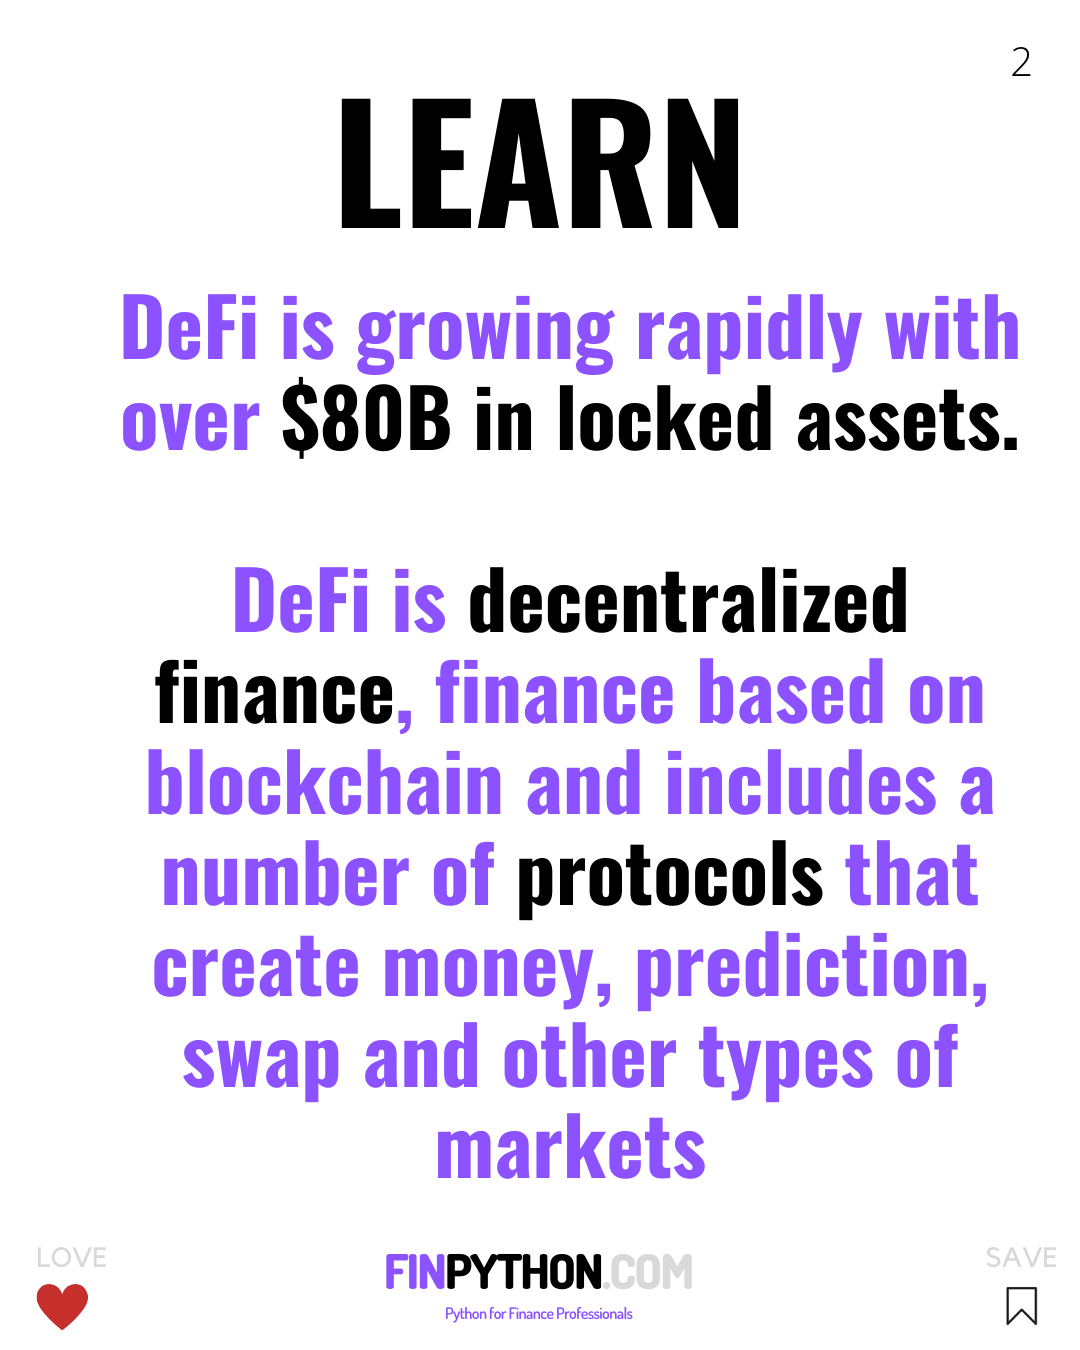 2
LEARN
DeFi is growing rapidly with
over $80B in locked assets.
DeFi is decentralized
finance, finance based on
blockchain and includes a
number of protocols that
create money, prediction,
swap and other types of
markets
LOVE
FINPYTHON.COM
Python for Finance Professionals
SAVE